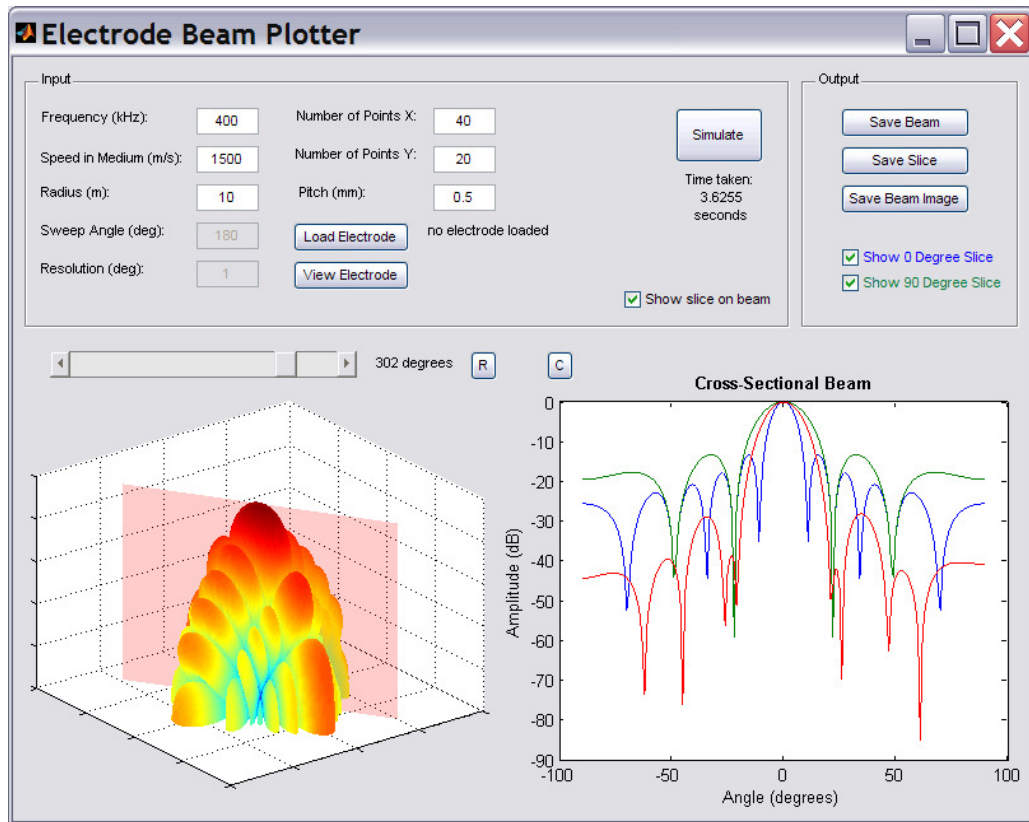 Electrode Beam Plotter
Input
Frequency (kHz): 400
Number of Points X: 40
Speed in Medium (m/s): 1500
Number of Points Y: 20
Radius (m): 10
Pitch (mm): 0.5
Sweep Angle (deg): 180
Load Electrode
no electrode loaded
Resolution (deg): 1
View Electrode
Simulate
Time taken:
3.6255
seconds
Show slice on beam
Output
Save Beam
Save Slice
Save Beam Image
Show 0 Degree Slice
Show 90 Degree Slice
302 degrees
R
C
Cross-Sectional Beam
Amplitude (dB)
0
-10
-20
-30
-40
-50
-60
-70
-80
-90
-100
-50
0
50
100
Angle (degrees)